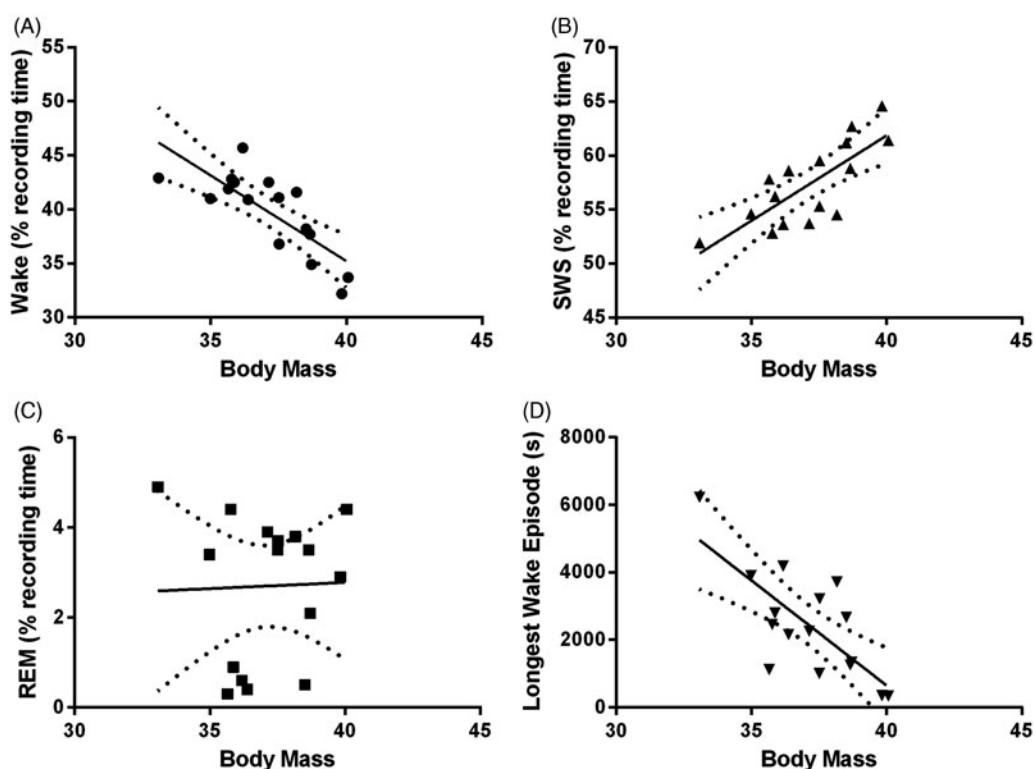 (A)
Wake (% recording time)
55
50
45
40
35
30
30 35 40 45
Body Mass
(B)
SWS (% recording time)
70
65
60
55
50
45
30 35 40 45
Body Mass
(C)
REM (% recording time)
6
4
2
0
30 35 40 45
Body Mass
(D)
Longest Wake Episode (s)
8000
6000
4000
2000
0
30 35 40 45
Body Mass